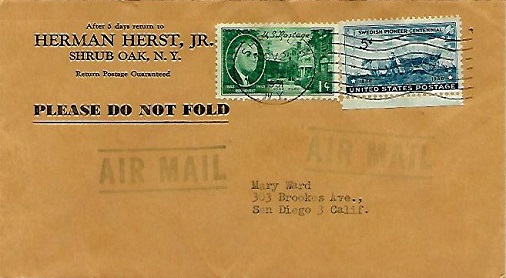 After 5 days return to
HERMAN HERST, JR.
SHRUB OAK, N. Y.
Return Postage Guaranteed
PLEASE DO NOT FOLD
U.S. Postage
1¢
SWEDISH PIONEER CENTENNIAL
5¢
UNITED STATES POSTAGE
AIR MAIL
AIR MAIL
Mary Ward
303 Brookes Ave.,
San Diego 3 Calif.